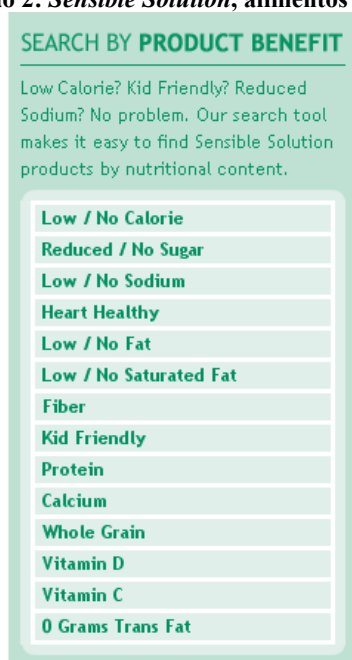 2. Sensible Solution, alimentos
SEARCH BY PRODUCT BENEFIT
Low Calorie? Kid Friendly? Reduced
Sodium? No problem. Our search tool
makes it easy to find Sensible Solution
products by nutritional content.
Low / No Calorie
Reduced / No Sugar
Low / No Sodium
Heart Healthy
Low / No Fat
Low / No Saturated Fat
Fiber
Kid Friendly
Protein
Calcium
Whole Grain
Vitamin D
Vitamin C
0 Grams Trans Fat